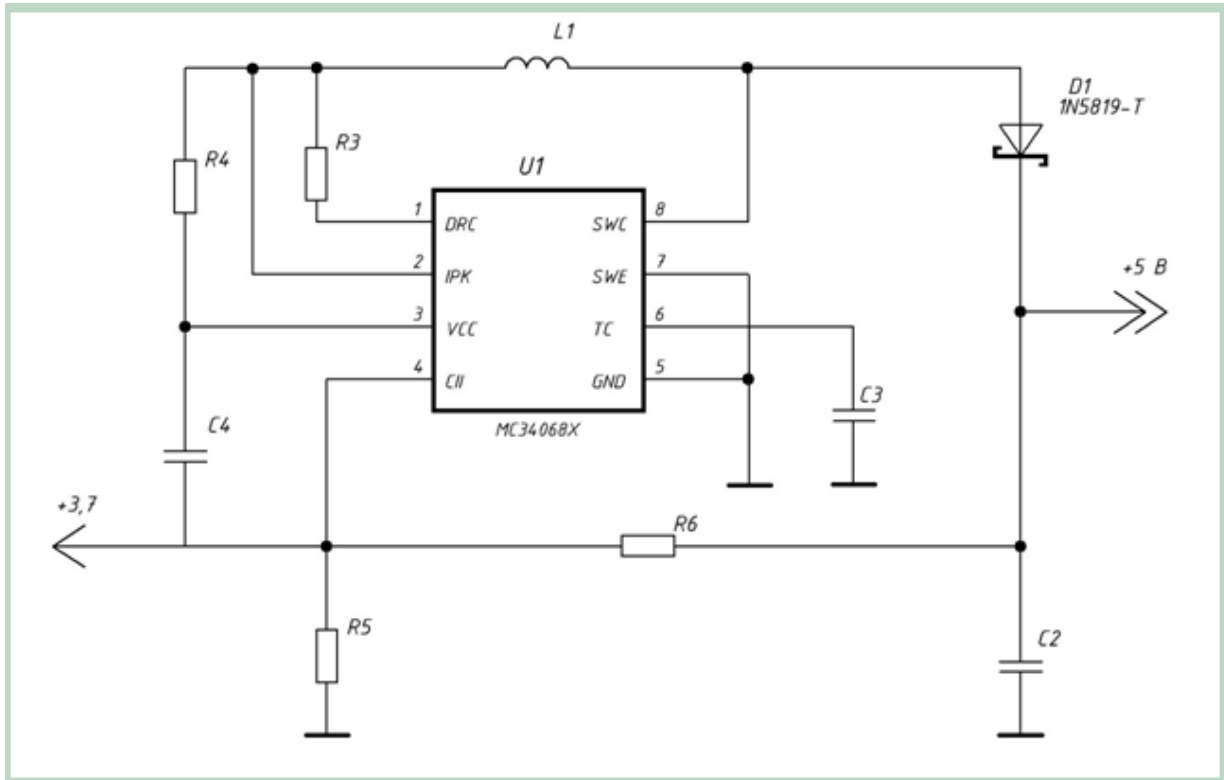 L1
D1
1N5819-T
R4
R3
U1
1
DRC
SWC
8
2
IPK
SWE
7
+5 В
3
VCC
TC
6
4
CII
GND
5
C3
C4
MC34068X
+3,7
R6
R5
C2